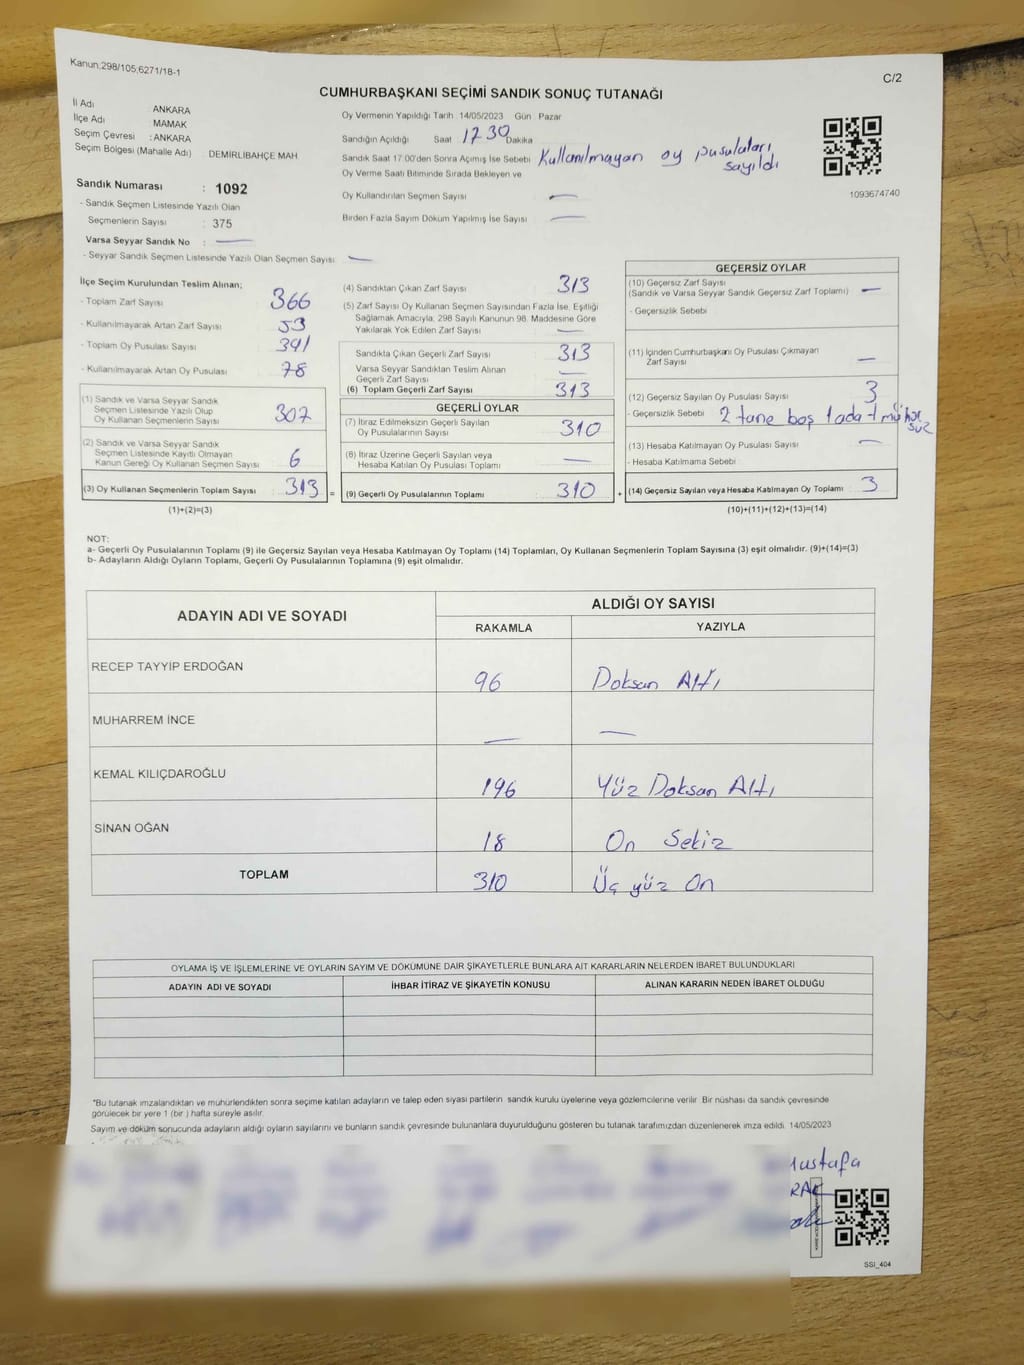 Kanun;298/105;6271/18-1
C/2
CUMHURBAŞKANI SEÇİMİ SANDIK SONUÇ TUTANAĞI
İl Adı : ANKARA
İlçe Adı : MAMAK
Seçim Çevresi : ANKARA
Seçim Bölgesi (Mahalle Adı) : DEMİRLİBAHÇE MAH
Sandık Numarası : 1092
- Sandık Seçmen Listesinde Yazılı Olan
Seçmenlerin Sayısı : 375
Varsa Seyyar Sandık No : —
- Seyyar Sandık Seçmen Listesinde Yazılı Olan Seçmen Sayısı : —
Oy Vermenin Yapıldığı Tarih : 14/05/2023 Gün : Pazar
Sandığın Açıldığı Saat 17 30 Dakika
Sandık Saat 17:00'den Sonra Açımış İse Sebebi Kullanılmayan oy pusulaları
sayıldı
Oy Verme Saati Bitiminde Sırada Bekleyen ve
Oy Kullandırılan Seçmen Sayısı —
Birden Fazla Sayım Döküm Yapılmış İse Sayısı —
1093674740
İlçe Seçim Kurulundan Teslim Alınan;
- Toplam Zarf Sayısı : 366
- Kullanılmayarak Artan Zarf Sayısı : 53
- Toplam Oy Pusulası Sayısı : 391
- Kullanılmayarak Artan Oy Pusulası : 78
(1) Sandık ve Varsa Seyyar Sandık
Seçmen Listesinde Yazılı Olup
Oy Kullanan Seçmenlerin Sayısı : 307
(2) Sandık ve Varsa Seyyar Sandık
Seçmen Listesinde Kayıtlı Olmayan
Kanun Gereği Oy Kullanan Seçmen Sayısı : 6
(3) Oy Kullanan Seçmenlerin Toplam Sayısı : 313 =
(1)+(2)=(3)
(4) Sandıktan Çıkan Zarf Sayısı : 313
(5) Zarf Sayısı Oy Kullanan Seçmen Sayısından Fazla İse, Eşitliği
Sağlamak Amacıyla; 298 Sayılı Kanunun 98. Maddesine Göre
Yakılarak Yok Edilen Zarf Sayısı : —
Sandıkta Çıkan Geçerli Zarf Sayısı : 313
Varsa Seyyar Sandıktan Teslim Alınan
Geçerli Zarf Sayısı : —
(6) Toplam Geçerli Zarf Sayısı : 313
GEÇERLİ OYLAR
(7) İtiraz Edilmeksizin Geçerli Sayılan
Oy Pusulalarının Sayısı : 310
(8) İtiraz Üzerine Geçerli Sayılan veya
Hesaba Katılan Oy Pusulası Toplamı : —
(9) Geçerli Oy Pusulalarının Toplamı : 310 +
GEÇERSİZ OYLAR
(10) Geçersiz Zarf Sayısı
(Sandık ve Varsa Seyyar Sandık Geçersiz Zarf Toplamı) : —
- Geçersizlik Sebebi :
(11) İçinden Cumhurbaşkanı Oy Pusulası Çıkmayan
Zarf Sayısı : —
(12) Geçersiz Sayılan Oy Pusulası Sayısı : 3
- Geçersizlik Sebebi : 2 tane boş 1 adet mühür
süz
(13) Hesaba Katılmayan Oy Pusulası Sayısı : —
- Hesaba Katılmama Sebebi :
(14) Geçersiz Sayılan veya Hesaba Katılmayan Oy Toplamı : 3
(10)+(11)+(12)+(13)=(14)
NOT:
a- Geçerli Oy Pusulalarının Toplamı (9) ile Geçersiz Sayılan veya Hesaba Katılmayan Oy Toplamı (14) Toplamları, Oy Kullanan Seçmenlerin Toplam Sayısına (3) eşit olmalıdır. (9)+(14)=(3)
b- Adayların Aldığı Oyların Toplamı, Geçerli Oy Pusulalarının Toplamına (9) eşit olmalıdır.
ADAYIN ADI VE SOYADI ALDIĞI OY SAYISI
RAKAMLA YAZIYLA
RECEP TAYYİP ERDOĞAN 96 Doksan Altı
MUHARREM İNCE — —
KEMAL KILIÇDAROĞLU 196 Yüz Doksan Altı
SİNAN OĞAN 18 On Sekiz
TOPLAM 310 Üç yüz On
OYLAMA İŞ VE İŞLEMLERİNE VE OYLARIN SAYIM VE DÖKÜMÜNE DAİR ŞİKAYETLERLE BUNLARA AİT KARARLARIN NELERDEN İBARET BULUNDUKLARI
ADAYIN ADI VE SOYADI İHBAR İTİRAZ VE ŞİKAYETİN KONUSU ALINAN KARARIN NEDEN İBARET OLDUĞU
"Bu tutanak imzalandıktan ve mühürlendikten sonra seçime katılan adayların ve talep eden siyasi partilerin sandık kurulu üyelerine veya gözlemcilerine verilir. Bir nüshası da sandık çevresinde
görülecek bir yere 1 (bir) hafta süreyle asılır.
Sayım ve döküm sonucunda adayların aldığı oyların sayılarını ve bunların sandık çevresinde bulunanlara duyurulduğunu gösteren bu tutanak tarafımızdan düzenlenerek imza edildi. 14/05/2023
SSI_404